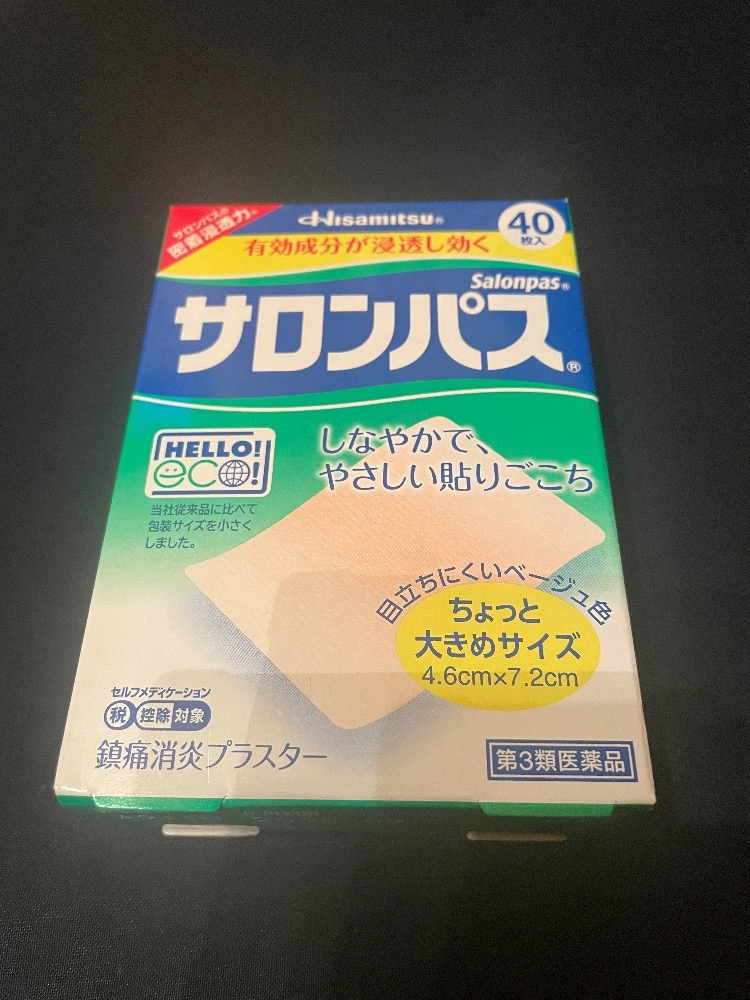 サロンパスの
密着浸透力
Hisamitsu®
40
枚入
有効成分が浸透し効く
Salonpas®
サロンパス®
HELLO!
eco!
当社従来品に比べて
包装サイズを小さく
しました。
しなやかで、
やさしい貼りごこち
目立ちにくいベージュ色
ちょっと
大きめサイズ
4.6cm×7.2cm
セルフメディケーション
税 控除 対象
鎮痛消炎プラスター
第3類医薬品